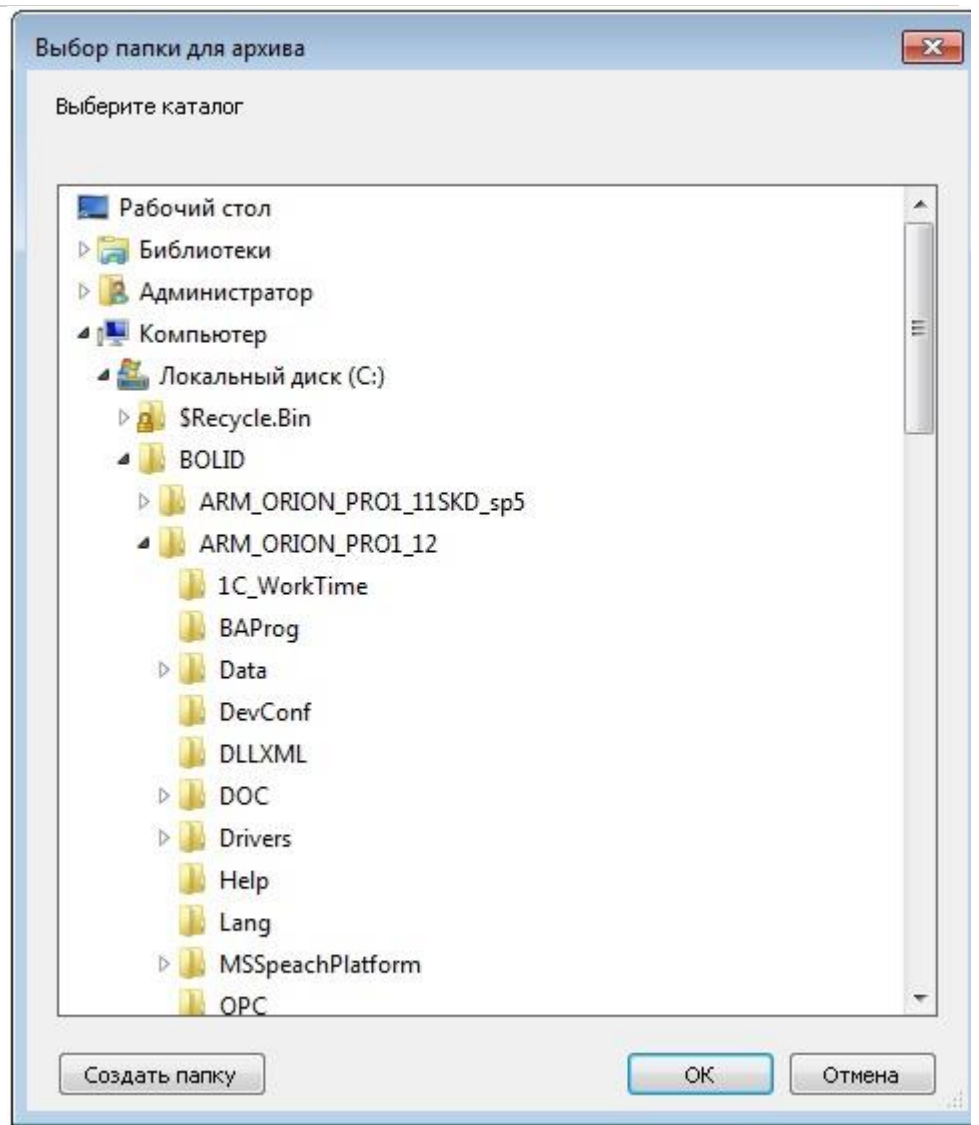 Выбор папки для архива
Выберите каталог
Рабочий стол
Библиотеки
Администратор
Компьютер
Локальный диск (C:)
$Recycle.Bin
BOLID
ARM_ORION_PRO1_11SKD_sp5
ARM_ORION_PRO1_12
1C_WorkTime
BAProg
Data
DevConf
DLLXML
DOC
Drivers
Help
Lang
MSSpeachPlatform
OPC
Создать папку
ОК
Отмена